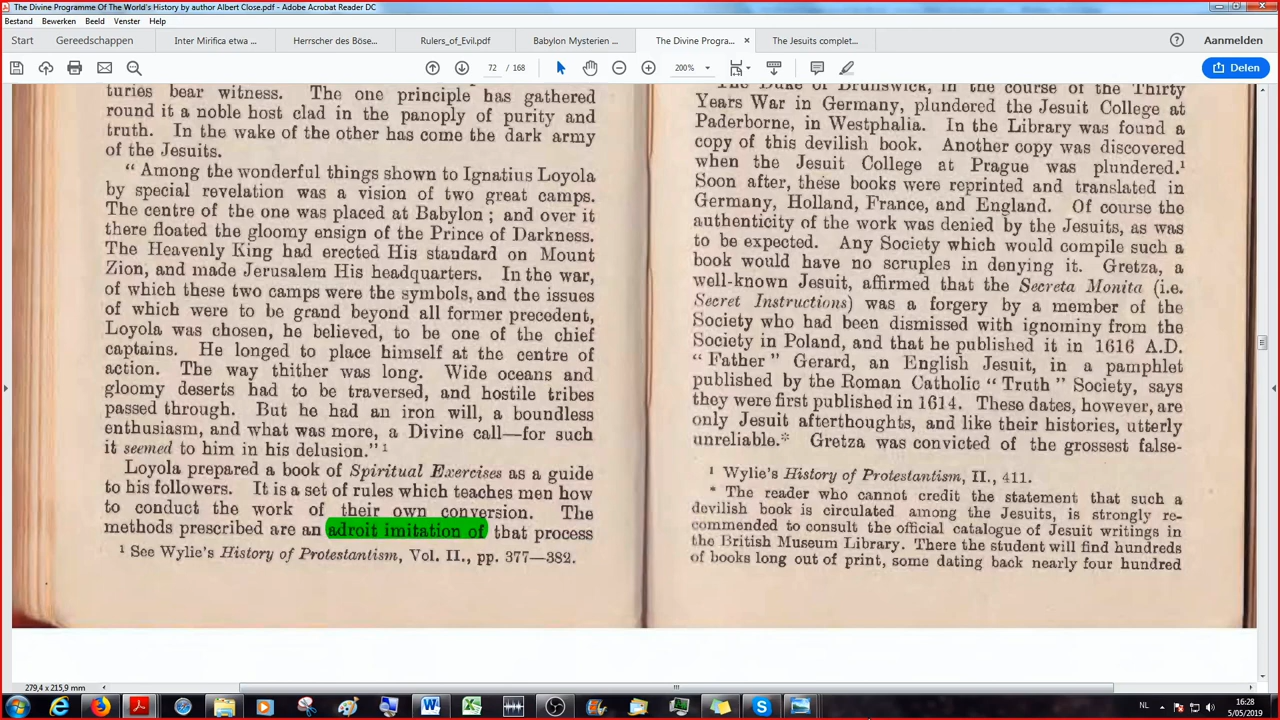 The Divine Programme Of The World's History by author Albert Close.pdf - Adobe Acrobat Reader DC
Bestand Bewerken Beeld Venster Help
Start Gereedschappen Inter Mirifica etwa ... Herrscher des Böse... Rulers_of_Evil.pdf Babylon Mysterien ... The Divine Progra... × The Jesuits complet... Aanmelden
72 / 168 200% Delen
turies bear witness. The one principle has gathered
round it a noble host clad in the panoply of purity and
truth. In the wake of the other has come the dark army
of the Jesuits.
" Among the wonderful things shown to Ignatius Loyola
by special revelation was a vision of two great camps.
The centre of the one was placed at Babylon ; and over it
there floated the gloomy ensign of the Prince of Darkness.
The Heavenly King had erected His standard on Mount
Zion, and made Jerusalem His headquarters. In the war,
of which these two camps were the symbols, and the issues
of which were to be grand beyond all former precedent,
Loyola was chosen, he believed, to be one of the chief
captains. He longed to place himself at the centre of
action. The way thither was long. Wide oceans and
gloomy deserts had to be traversed, and hostile tribes
passed through. But he had an iron will, a boundless
enthusiasm, and what was more, a Divine call—for such
it seemed to him in his delusion." 1
Loyola prepared a book of Spiritual Exercises as a guide
to his followers. It is a set of rules which teaches men how
to conduct the work of their own conversion. The
methods prescribed are an adroit imitation of that process
1 See Wylie's History of Protestantism, Vol. II., pp. 377—382.
The Duke of Brunswick, in the course of the Thirty
Years War in Germany, plundered the Jesuit College at
Paderborne, in Westphalia. In the Library was found a
copy of this devilish book. Another copy was discovered
when the Jesuit College at Prague was plundered.1
Soon after, these books were reprinted and translated in
Germany, Holland, France, and England. Of course the
authenticity of the work was denied by the Jesuits, as was
to be expected. Any Society which would compile such a
book would have no scruples in denying it. Gretza, a
well-known Jesuit, affirmed that the Secreta Monita (i.e.
Secret Instructions) was a forgery by a member of the
Society who had been dismissed with ignominy from the
Society in Poland, and that he published it in 1616 A.D.
" Father " Gerard, an English Jesuit, in a pamphlet
published by the Roman Catholic " Truth " Society, says
they were first published in 1614. These dates, however, are
only Jesuit afterthoughts, and like their histories, utterly
unreliable.* Gretza was convicted of the grossest false-
1 Wylie's History of Protestantism, II., 411.
* The reader who cannot credit the statement that such a
devilish book is circulated among the Jesuits, is strongly re-
commended to consult the official catalogue of Jesuit writings in
the British Museum Library. There the student will find hundreds
of books long out of print, some dating back nearly four hundred
279,4 x 215,9 mm
NL 16:28
5/05/2019